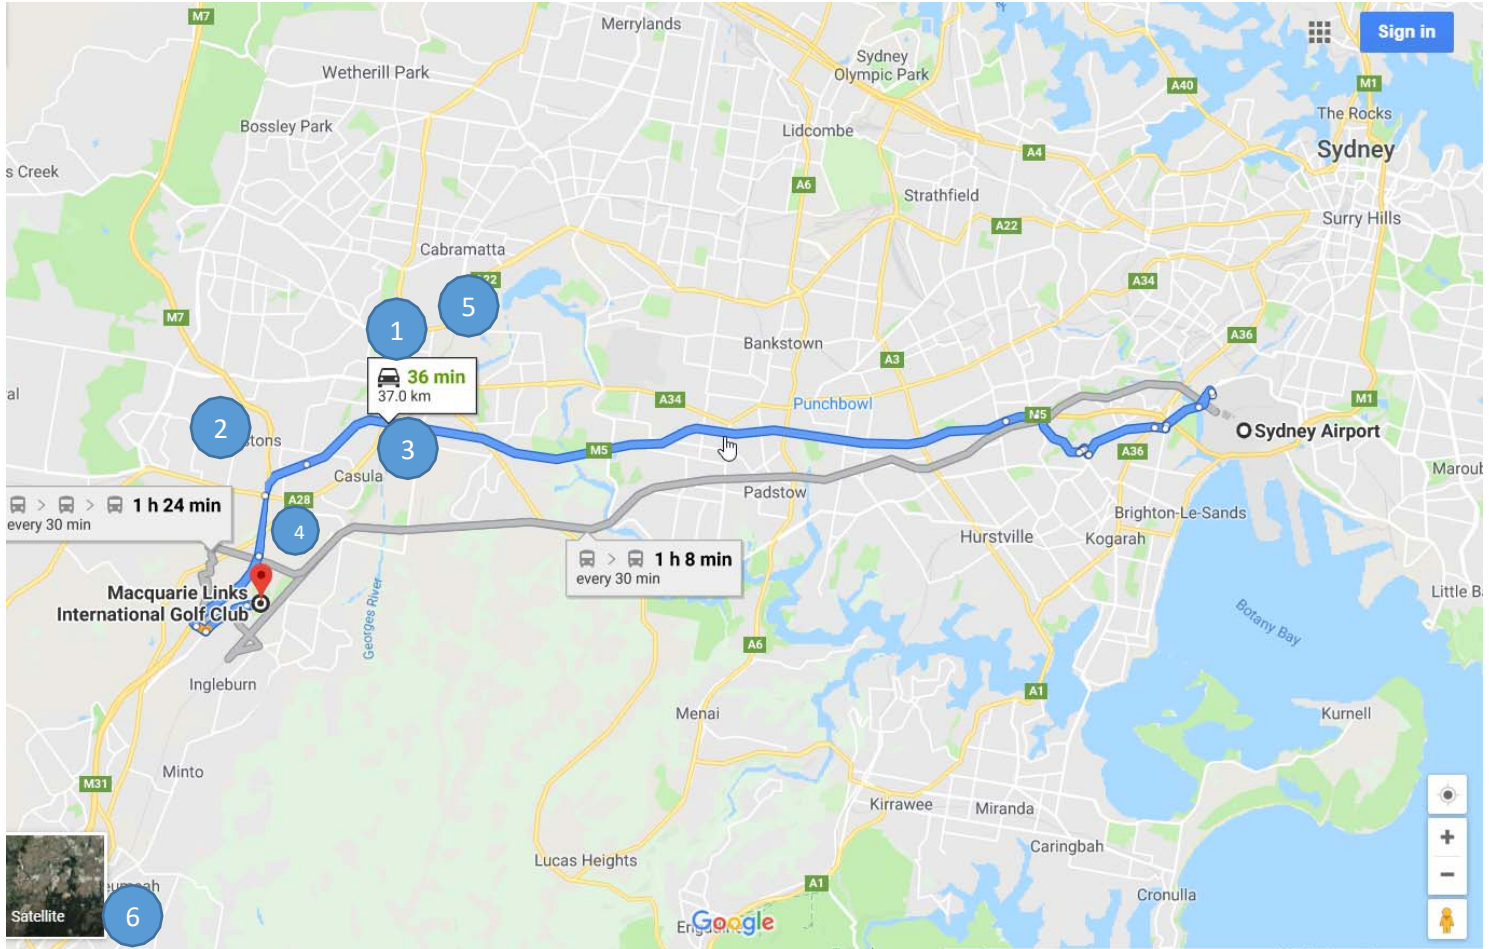 M7
Merrylands
Sign in
Sydney
Olympic Park
Wetherill Park
A40
M1
The Rocks
Bossley Park
Lidcombe
Sydney
A4
s Creek
A6
Strathfield
Surry Hills
A22
Cabramatta
A34
5
M7
1
A36
Bankstown
A3
36 min
37.0 km
al
A34
Punchbowl
M1
M5
2
Sydney Airport
tons
3
M5
A36
Maroub
Casula
Padstow
1 h 24 min
every 30 min
A28
Brighton-Le-Sands
4
Hurstville
Kogarah
1 h 8 min
every 30 min
Macquarie Links
International Golf Club
Georges River
Little B
Botany Bay
A6
Ingleburn
A1
Menai
Kurnell
Minto
M31
Kirrawee
Miranda
Caringbah
Lucas Heights
A1
Cronulla
Satellite
6
Google